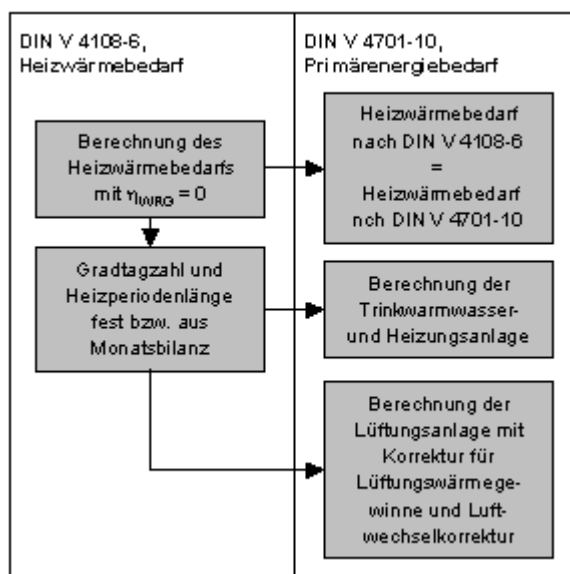 DIN V 4108-6,
Heizwärmebedarf
DIN V 4701-10,
Primärenergiebedarf
Berechnung des
Heizwärmebedarfs
mit ηWRG = 0
Heizwärmebedarf
nach DIN V 4108-6
=
Heizwärmebedarf
nch DIN V 4701-10
Gradtagzahl und
Heizperiodenlänge
fest bzw. aus
Monatsbilanz
Berechnung der
Trinkwarmwasser-
und Heizungsanlage
Berechnung der
Lüftungsanlage mit
Korrektur für
Lüftungswärmege-
winne und Luft-
wechselkorrektur